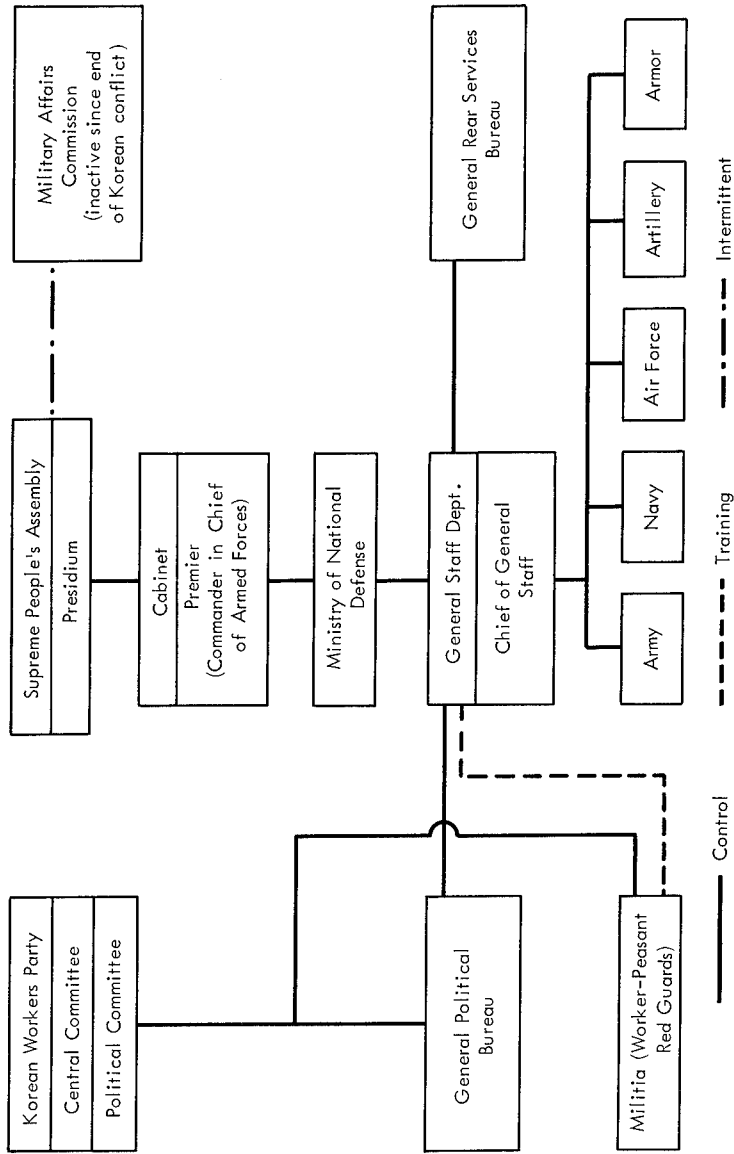 Korean Workers Party
Central Committee
Political Committee
Supreme People's Assembly
Presidium
Military Affairs
Commission
(inactive since end
of Korean conflict)
Cabinet
Premier
(Commander in Chief
of Armed Forces)
Ministry of National
Defense
General Political
Bureau
General Staff Dept.
Chief of General
Staff
General Rear Services
Bureau
Militia (Worker-Peasant
Red Guards)
Army
Navy
Air Force
Artillery
Armor
Control
Training
Intermittent